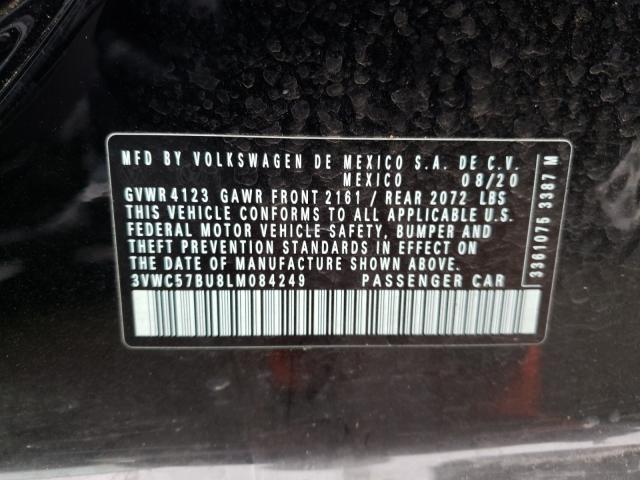 MFD BY VOLKSWAGEN DE MEXICO S.A. DE C.V.
MEXICO 08/20
GVWR 4123 GAWR FRONT 2161 / REAR 2072 LBS
THIS VEHICLE CONFORMS TO ALL APPLICABLE U.S.
FEDERAL MOTOR VEHICLE SAFETY, BUMPER AND
THEFT PREVENTION STANDARDS IN EFFECT ON
THE DATE OF MANUFACTURE SHOWN ABOVE.
3VWC57BU8LM084249 PASSENGER CAR
3361075 3387 M